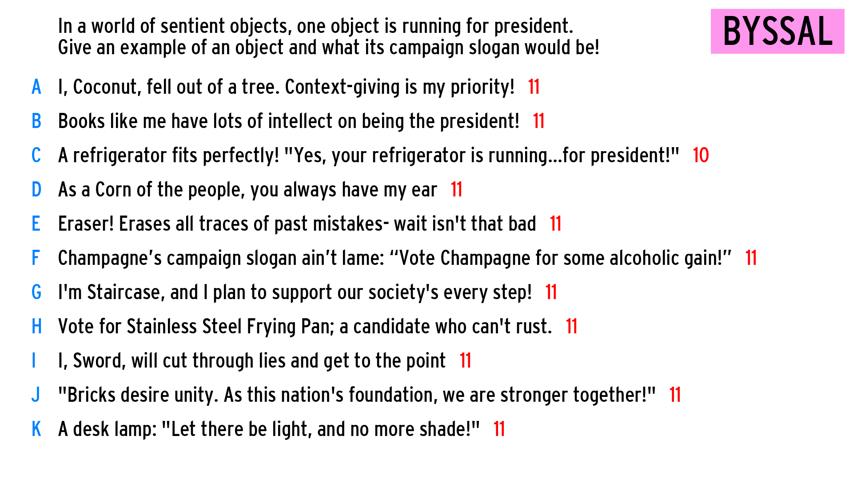 In a world of sentient objects, one object is running for president.
Give an example of an object and what its campaign slogan would be!
BYSSAL
A I, Coconut, fell out of a tree. Context-giving is my priority! 11
B Books like me have lots of intellect on being the president! 11
C A refrigerator fits perfectly! "Yes, your refrigerator is running...for president!" 10
D As a Corn of the people, you always have my ear 11
E Eraser! Erases all traces of past mistakes- wait isn't that bad 11
F Champagne’s campaign slogan ain’t lame: “Vote Champagne for some alcoholic gain!” 11
G I'm Staircase, and I plan to support our society's every step! 11
H Vote for Stainless Steel Frying Pan; a candidate who can't rust. 11
I I, Sword, will cut through lies and get to the point 11
J "Bricks desire unity. As this nation's foundation, we are stronger together!" 11
K A desk lamp: "Let there be light, and no more shade!" 11